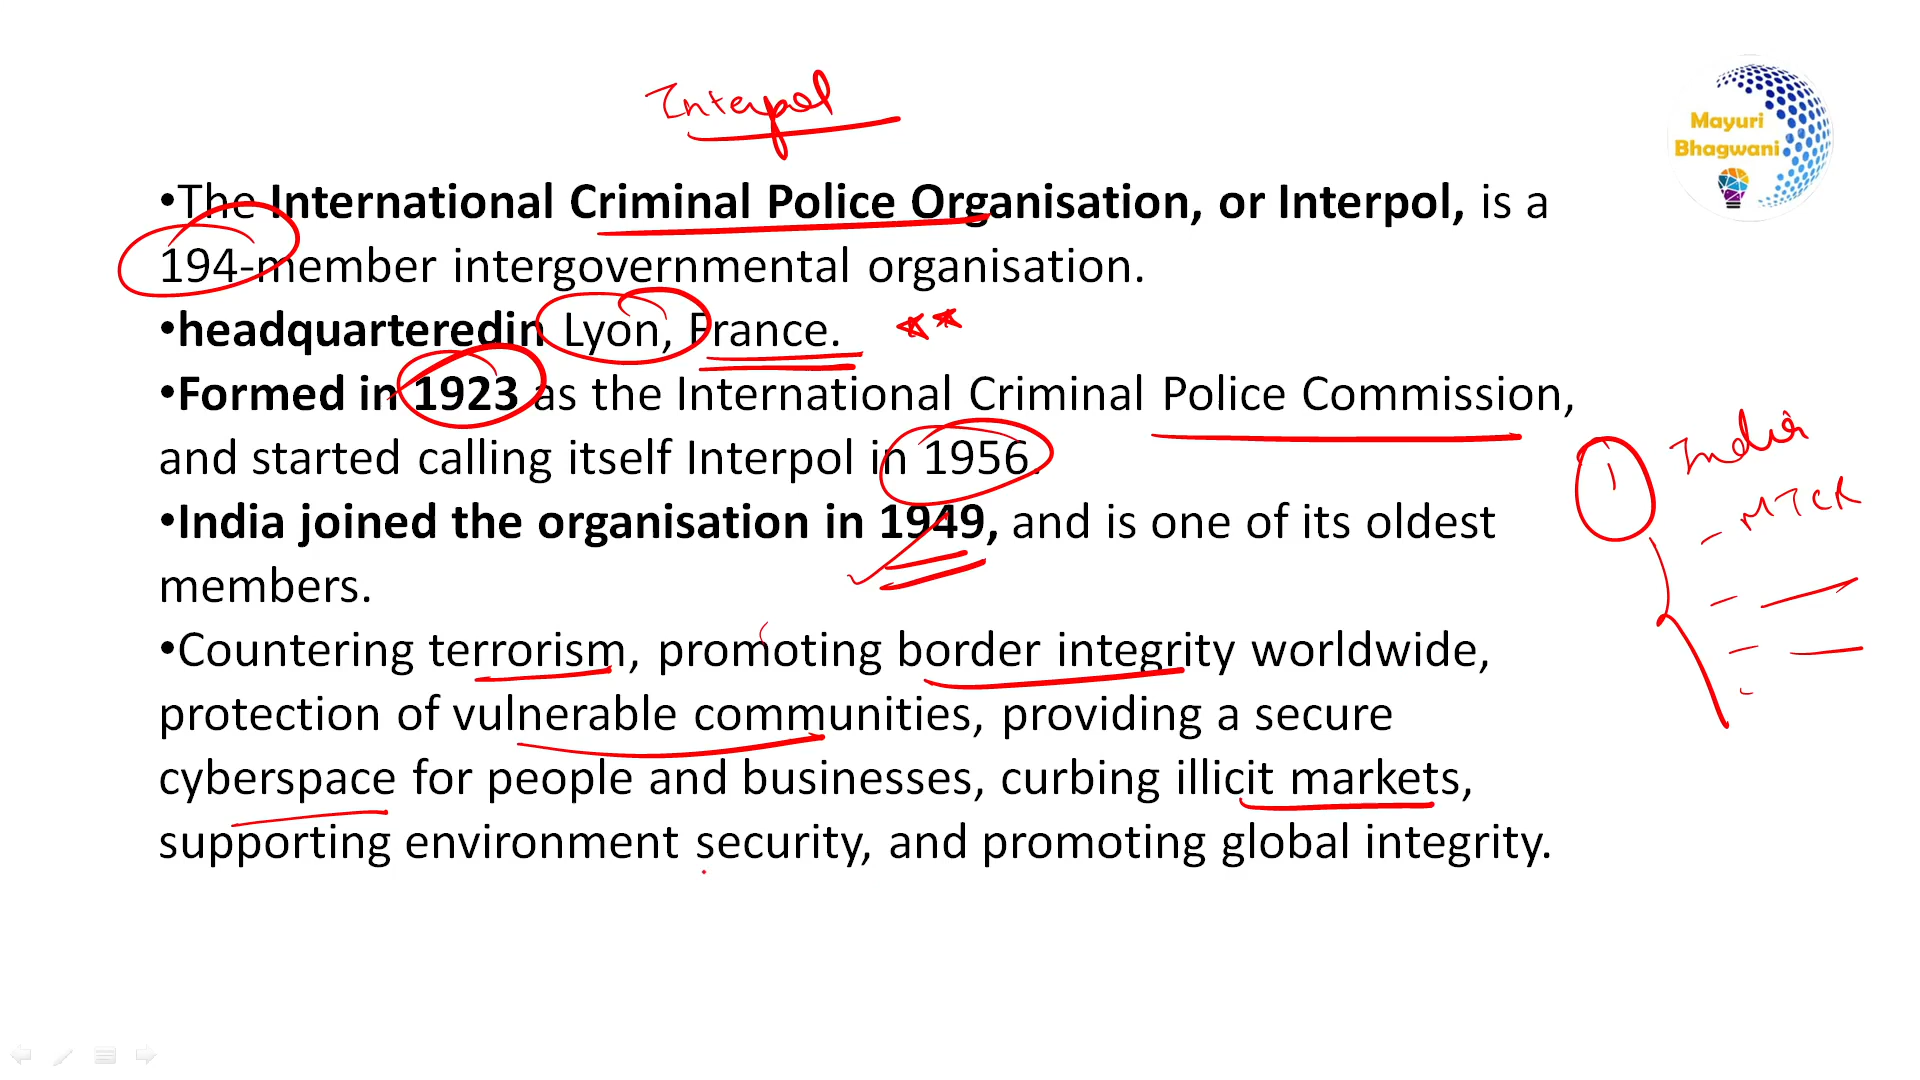 Interpol
Mayuri
Bhagwani
•The International Criminal Police Organisation, or Interpol, is a
194-member intergovernmental organisation.
•headquarteredin Lyon, France.
•Formed in 1923 as the International Criminal Police Commission,
and started calling itself Interpol in 1956.
•India joined the organisation in 1949, and is one of its oldest
members.
•Countering terrorism, promoting border integrity worldwide,
protection of vulnerable communities, providing a secure
cyberspace for people and businesses, curbing illicit markets,
supporting environment security, and promoting global integrity.
1 India
- MTCR